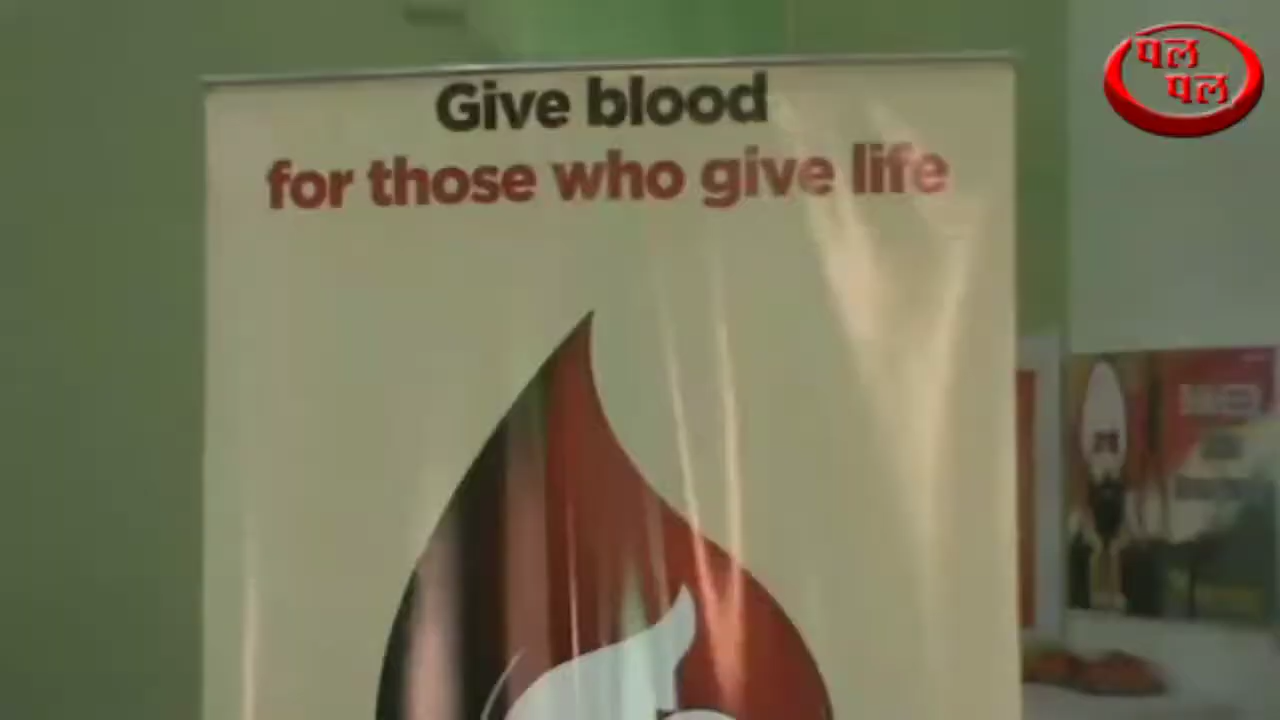 Give blood
for those who give life
पल
पल